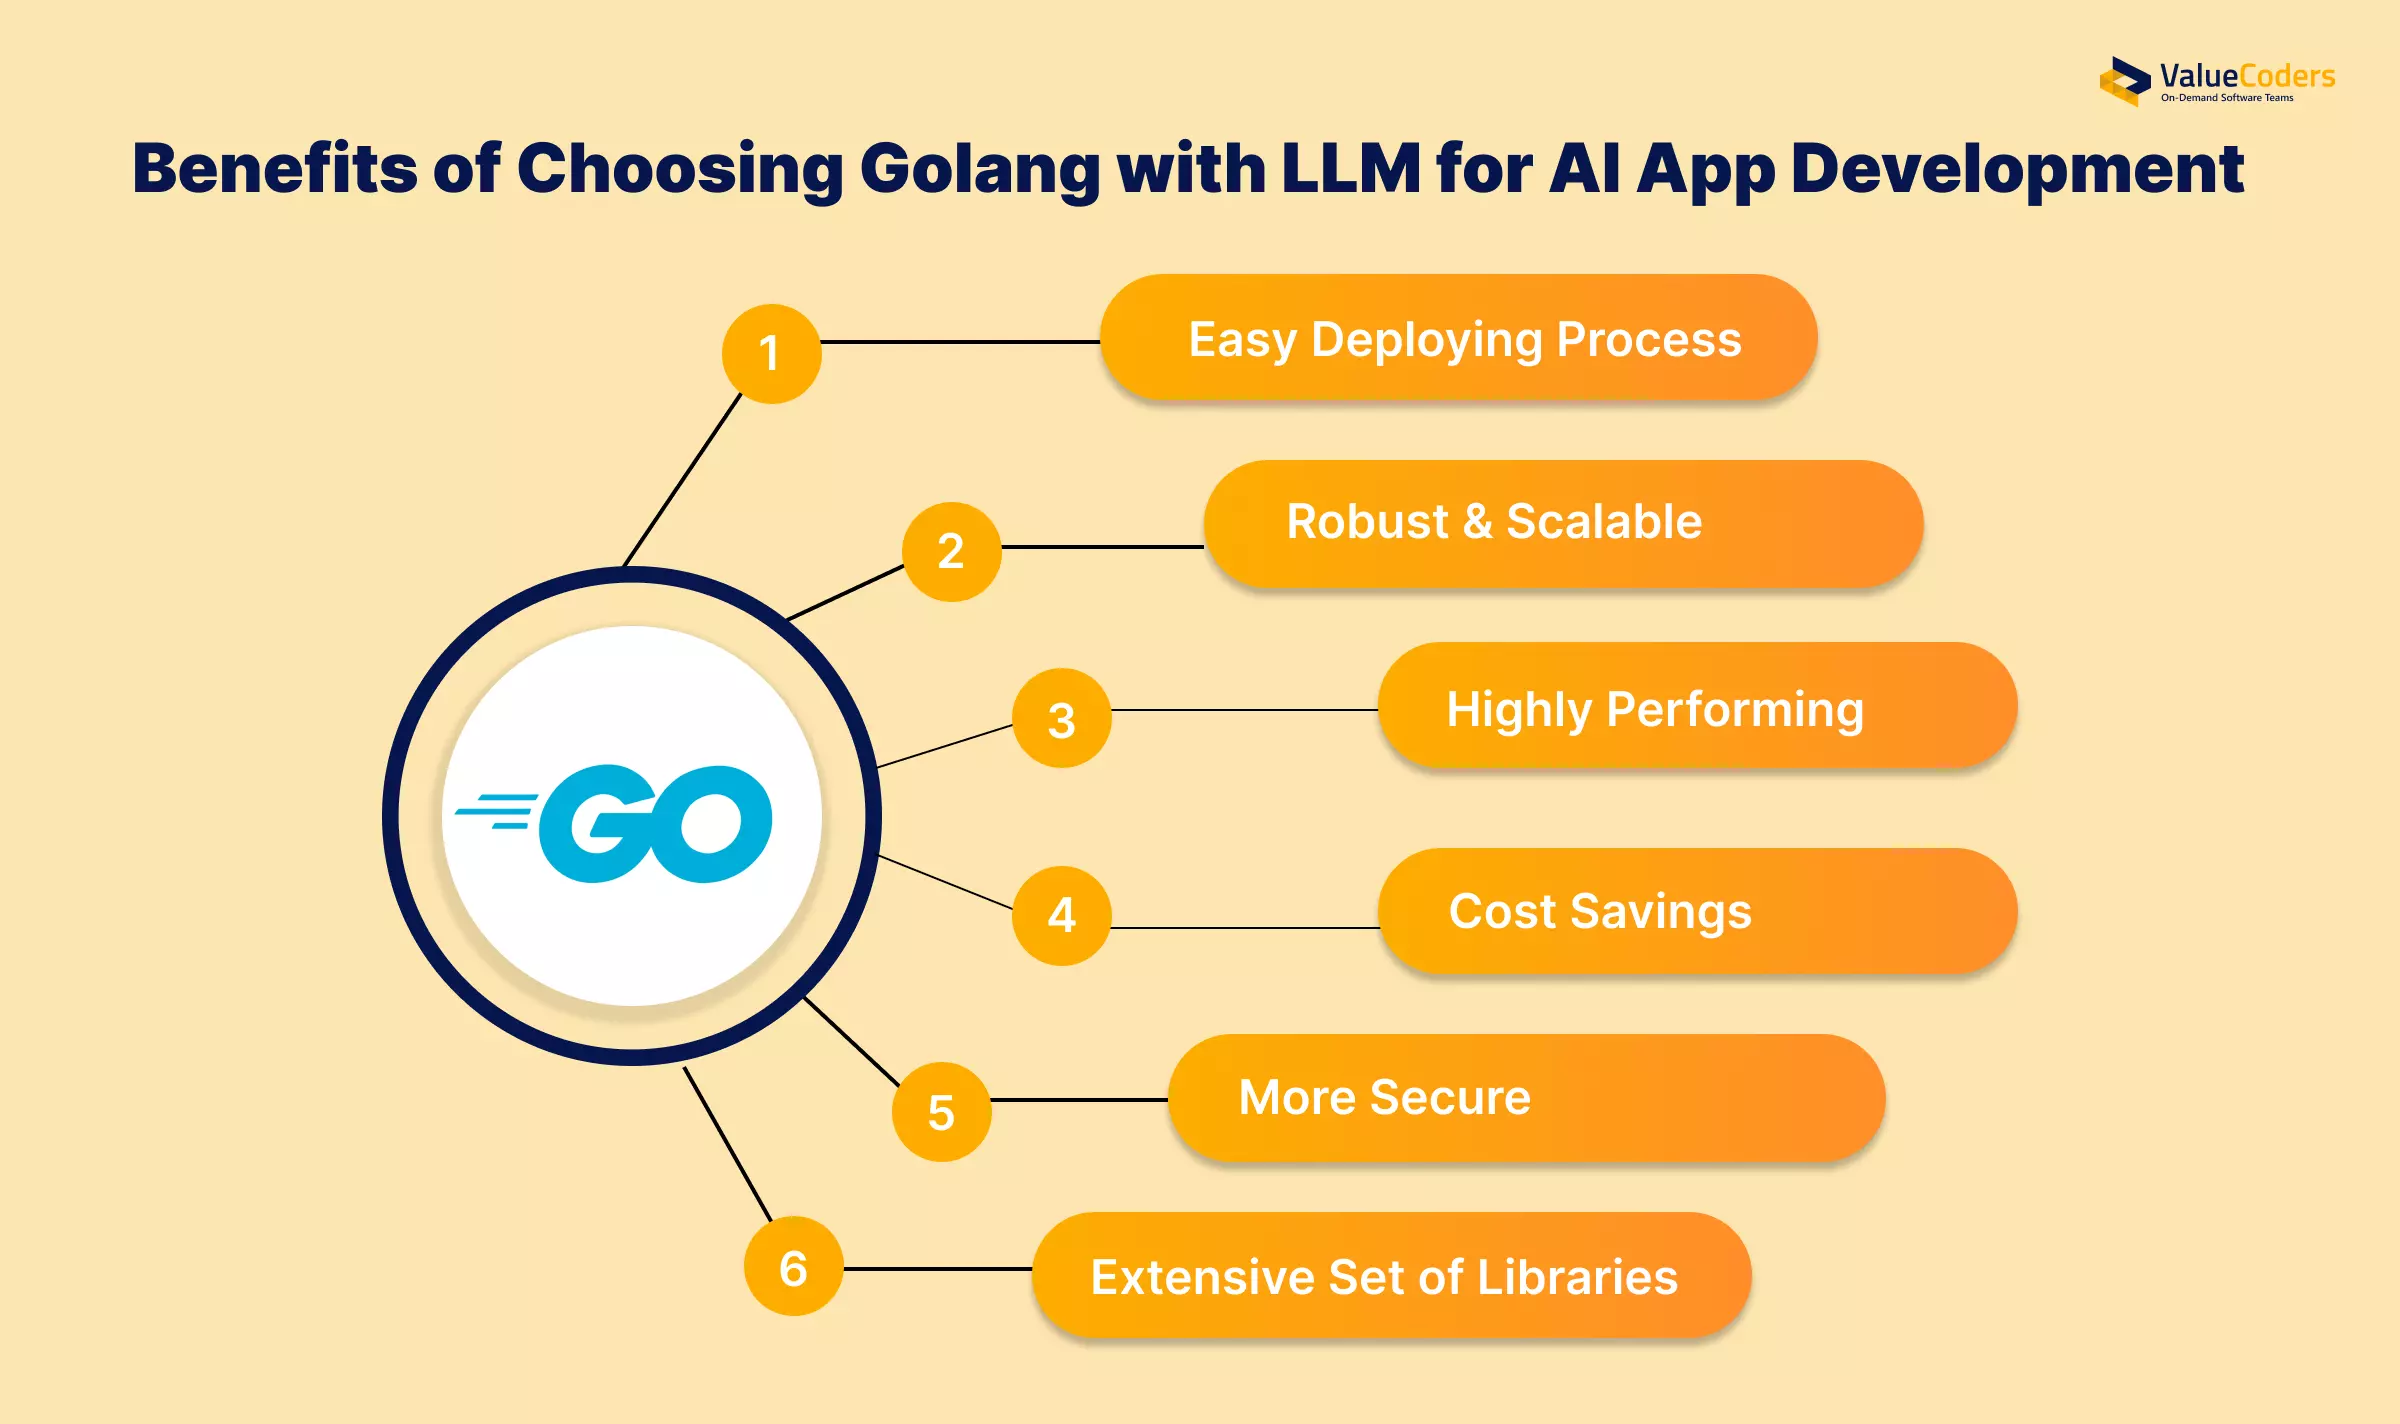 ValueCoders
On-Demand Software Teams
Benefits of Choosing Golang with LLM for AI App Development
1
Easy Deploying Process
2
Robust & Scalable
3
Highly Performing
GO
4
Cost Savings
5
More Secure
6
Extensive Set of Libraries